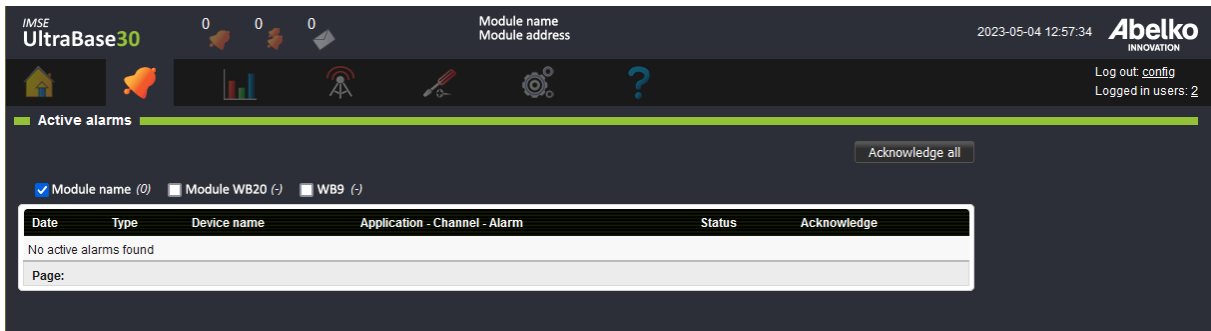 IMSE
UltraBase30
0 0 0
Module name
Module address
2023-05-04 12:57:34
Abelko
INNOVATION
?
Log out: config
Logged in users: 2
Active alarms
Acknowledge all
Module name (0) Module WB20 (-) WB9 (-)
Date Type Device name Application - Channel - Alarm Status Acknowledge
No active alarms found
Page: